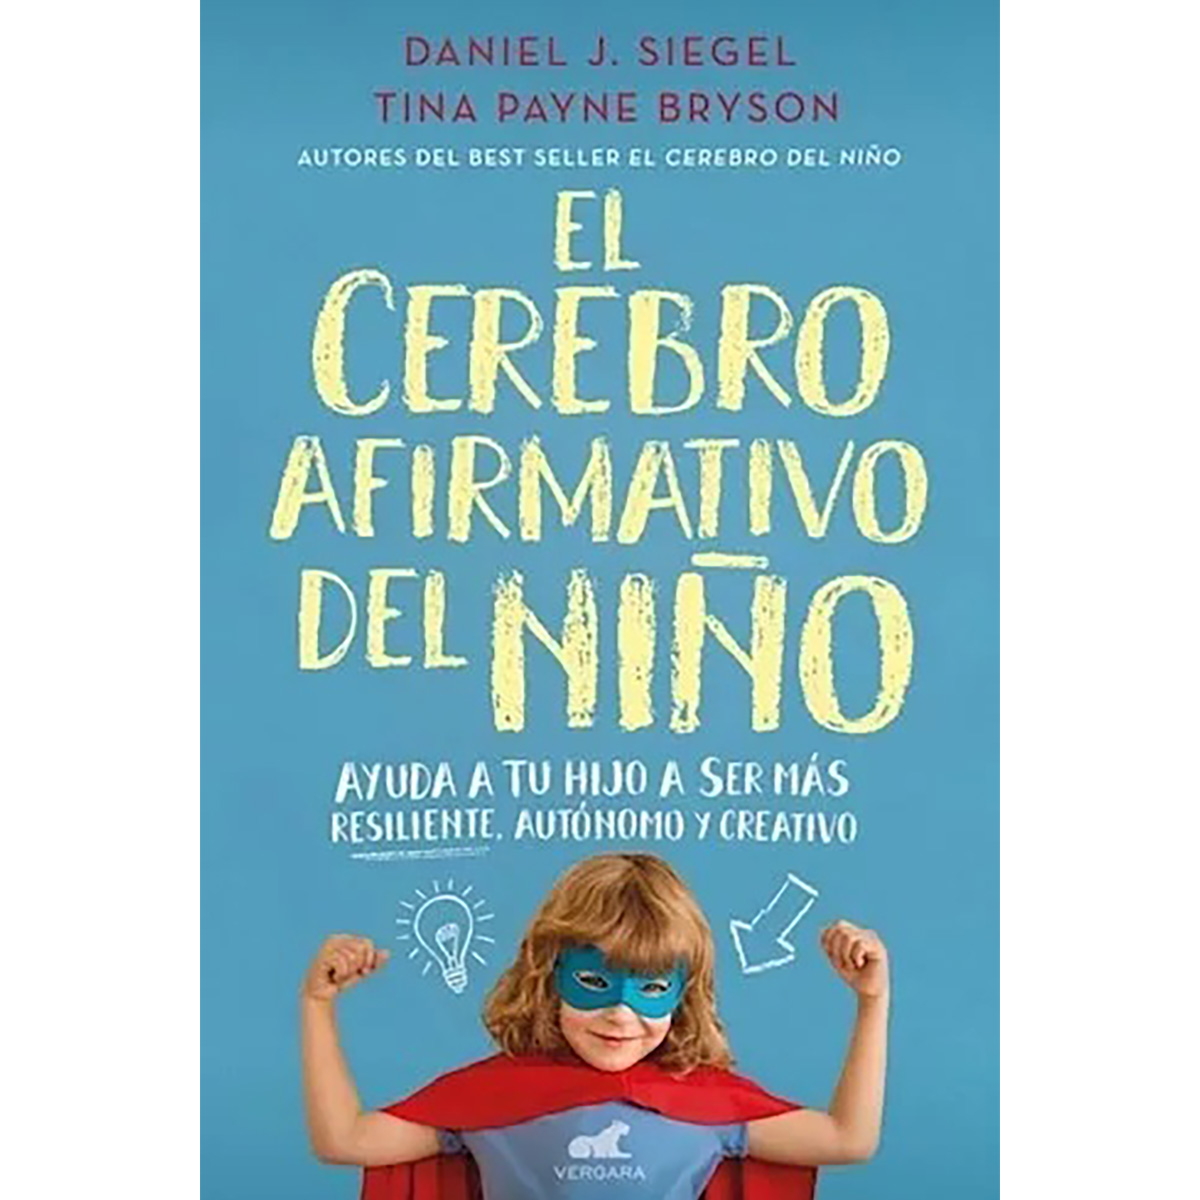 DANIEL J. SIEGEL
TINA PAYNE BRYSON
AUTORES DEL BEST SELLER EL CEREBRO DEL NIÑO
EL
CEREBRO
AFIRMATIVO
DEL NIÑO
AYUDA A TU HIJO A SER MÁS
RESILIENTE, AUTÓNOMO Y CREATIVO
VERGARA